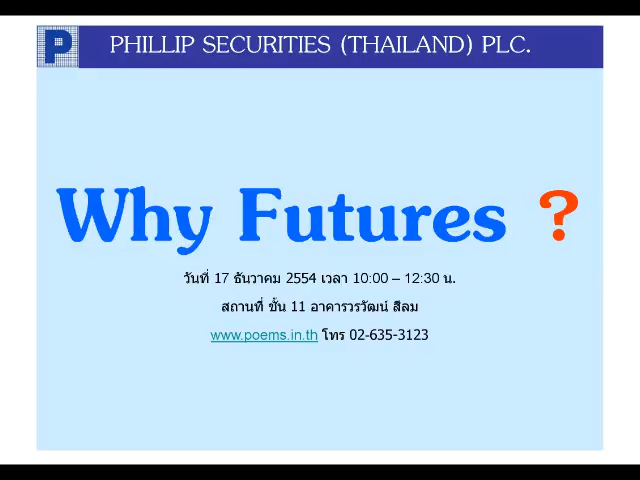 P
PHILLIP SECURITIES (THAILAND) PLC.
Why Futures ?
วันที่ 17 ธันวาคม 2554 เวลา 10:00 – 12:30 น.
สถานที่ ชั้น 11 อาคารวรวัฒน์ สีลม
www.poems.in.th โทร 02-635-3123